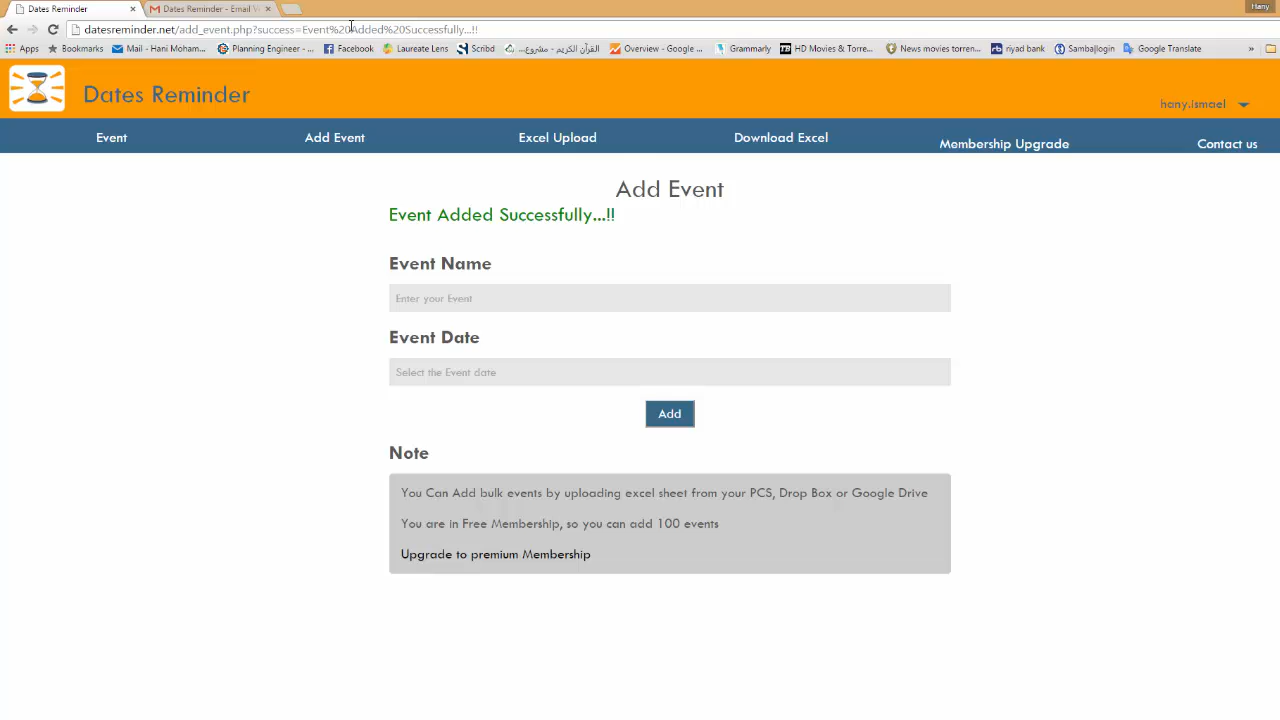 Dates Reminder
Dates Reminder - Email V
Hany
datesreminder.net/add_event.php?success=Event%20Added%20Successfully...!!
Apps
Bookmarks
Mail - Hani Moham...
Planning Engineer - ...
Facebook
Laureate Lens
Scribd
القرآن الكريم - مشروع...
Overview - Google ...
Grammarly
HD Movies & Torre...
News movies torren...
riyad bank
Samba|login
Google Translate
»
Dates Reminder
hany.ismael
Event
Add Event
Excel Upload
Download Excel
Membership Upgrade
Contact us
Add Event
Event Added Successfully...!!
Event Name
Enter your Event
Event Date
Select the Event date
Add
Note
You Can Add bulk events by uploading excel sheet from your PCS, Drop Box or Google Drive
You are in Free Membership, so you can add 100 events
Upgrade to premium Membership